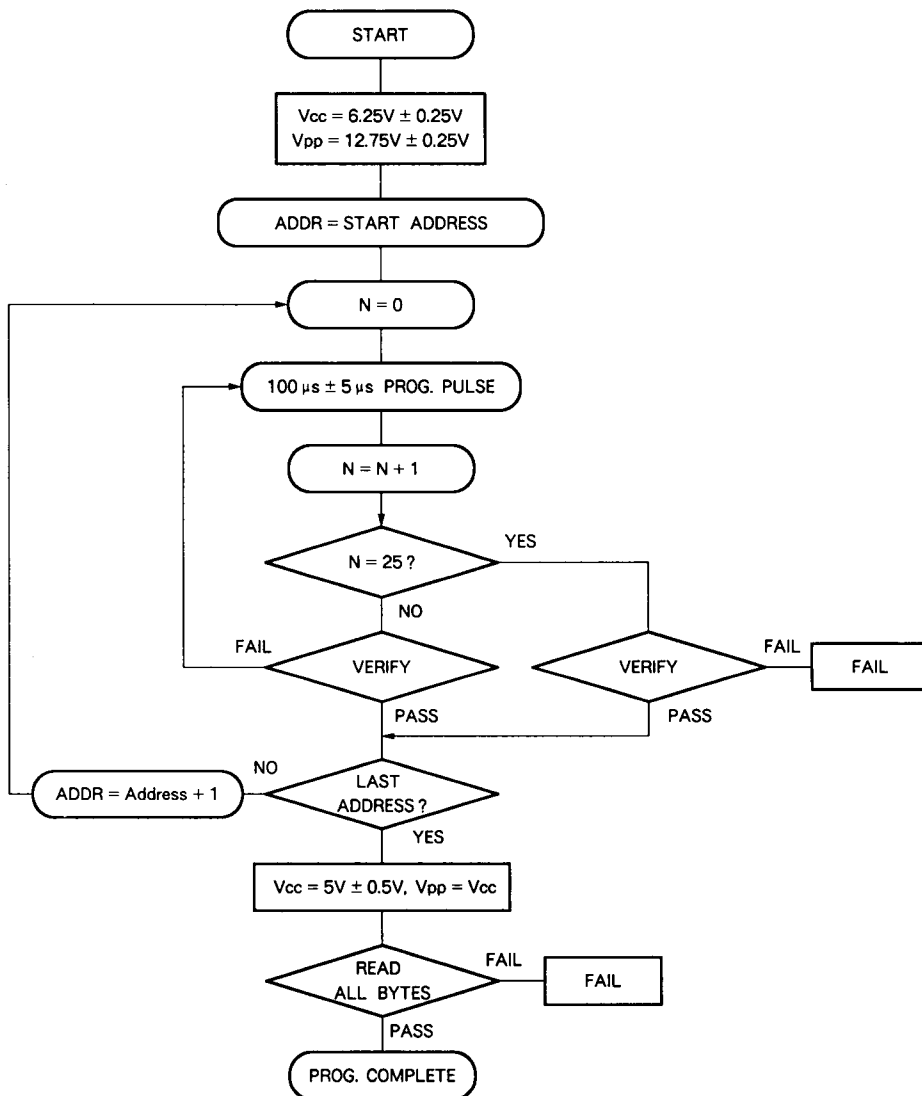 START
Vcc = 6.25V ± 0.25V
Vpp = 12.75V ± 0.25V
ADDR = START ADDRESS
N = 0
100 µs ± 5 µs PROG. PULSE
N = N + 1
N = 25 ?
YES
NO
FAIL
VERIFY
VERIFY
FAIL
FAIL
PASS
PASS
NO
ADDR = Address + 1
LAST
ADDRESS ?
YES
Vcc = 5V ± 0.5V, Vpp = Vcc
READ
ALL BYTES
FAIL
FAIL
PASS
PROG. COMPLETE